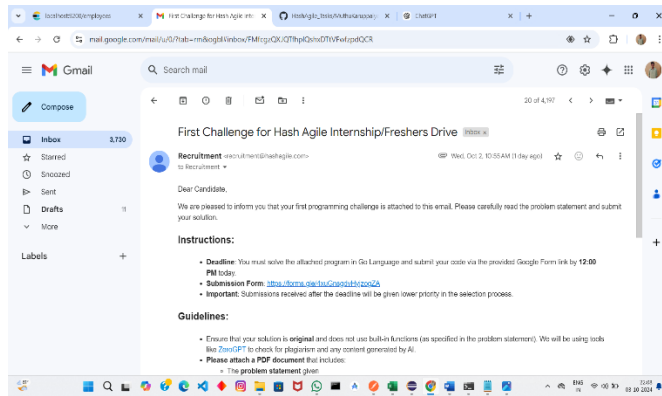 localhost:5200/employees
First Challenge for Hash Agile Inte
ChatGPT
mail.google.com/mail/u/0/?tab=rm&ogbl#inbox/
Gmail
Search mail
Compose
20 of 4,197
Inbox 3,730
Starred
Snoozed
Sent
Drafts 11
More
Labels
First Challenge for Hash Agile Internship/Freshers Drive Inbox x
Recruitment <recruitment@hashagile.com>
to Recruitment
Wed, Oct 2, 10:55 AM (1 day ago)
Dear Candidate,
We are pleased to inform you that your first programming challenge is attached to this email. Please carefully read the problem statement and submit
your solution.
Instructions:
• Deadline: You must solve the attached program in Go Language and submit your code via the provided Google Form link by 12:00
PM today.
• Submission Form:
• Important: Submissions received after the deadline will be given lower priority in the selection process.
Guidelines:
• Ensure that your solution is original and does not use built-in functions (as specified in the problem statement). We will be using tools
like ZeroGPT to check for plagiarism and any content generated by AI.
• Please attach a PDF document that includes:
The problem statement given
ENG
IN
03-10-2024